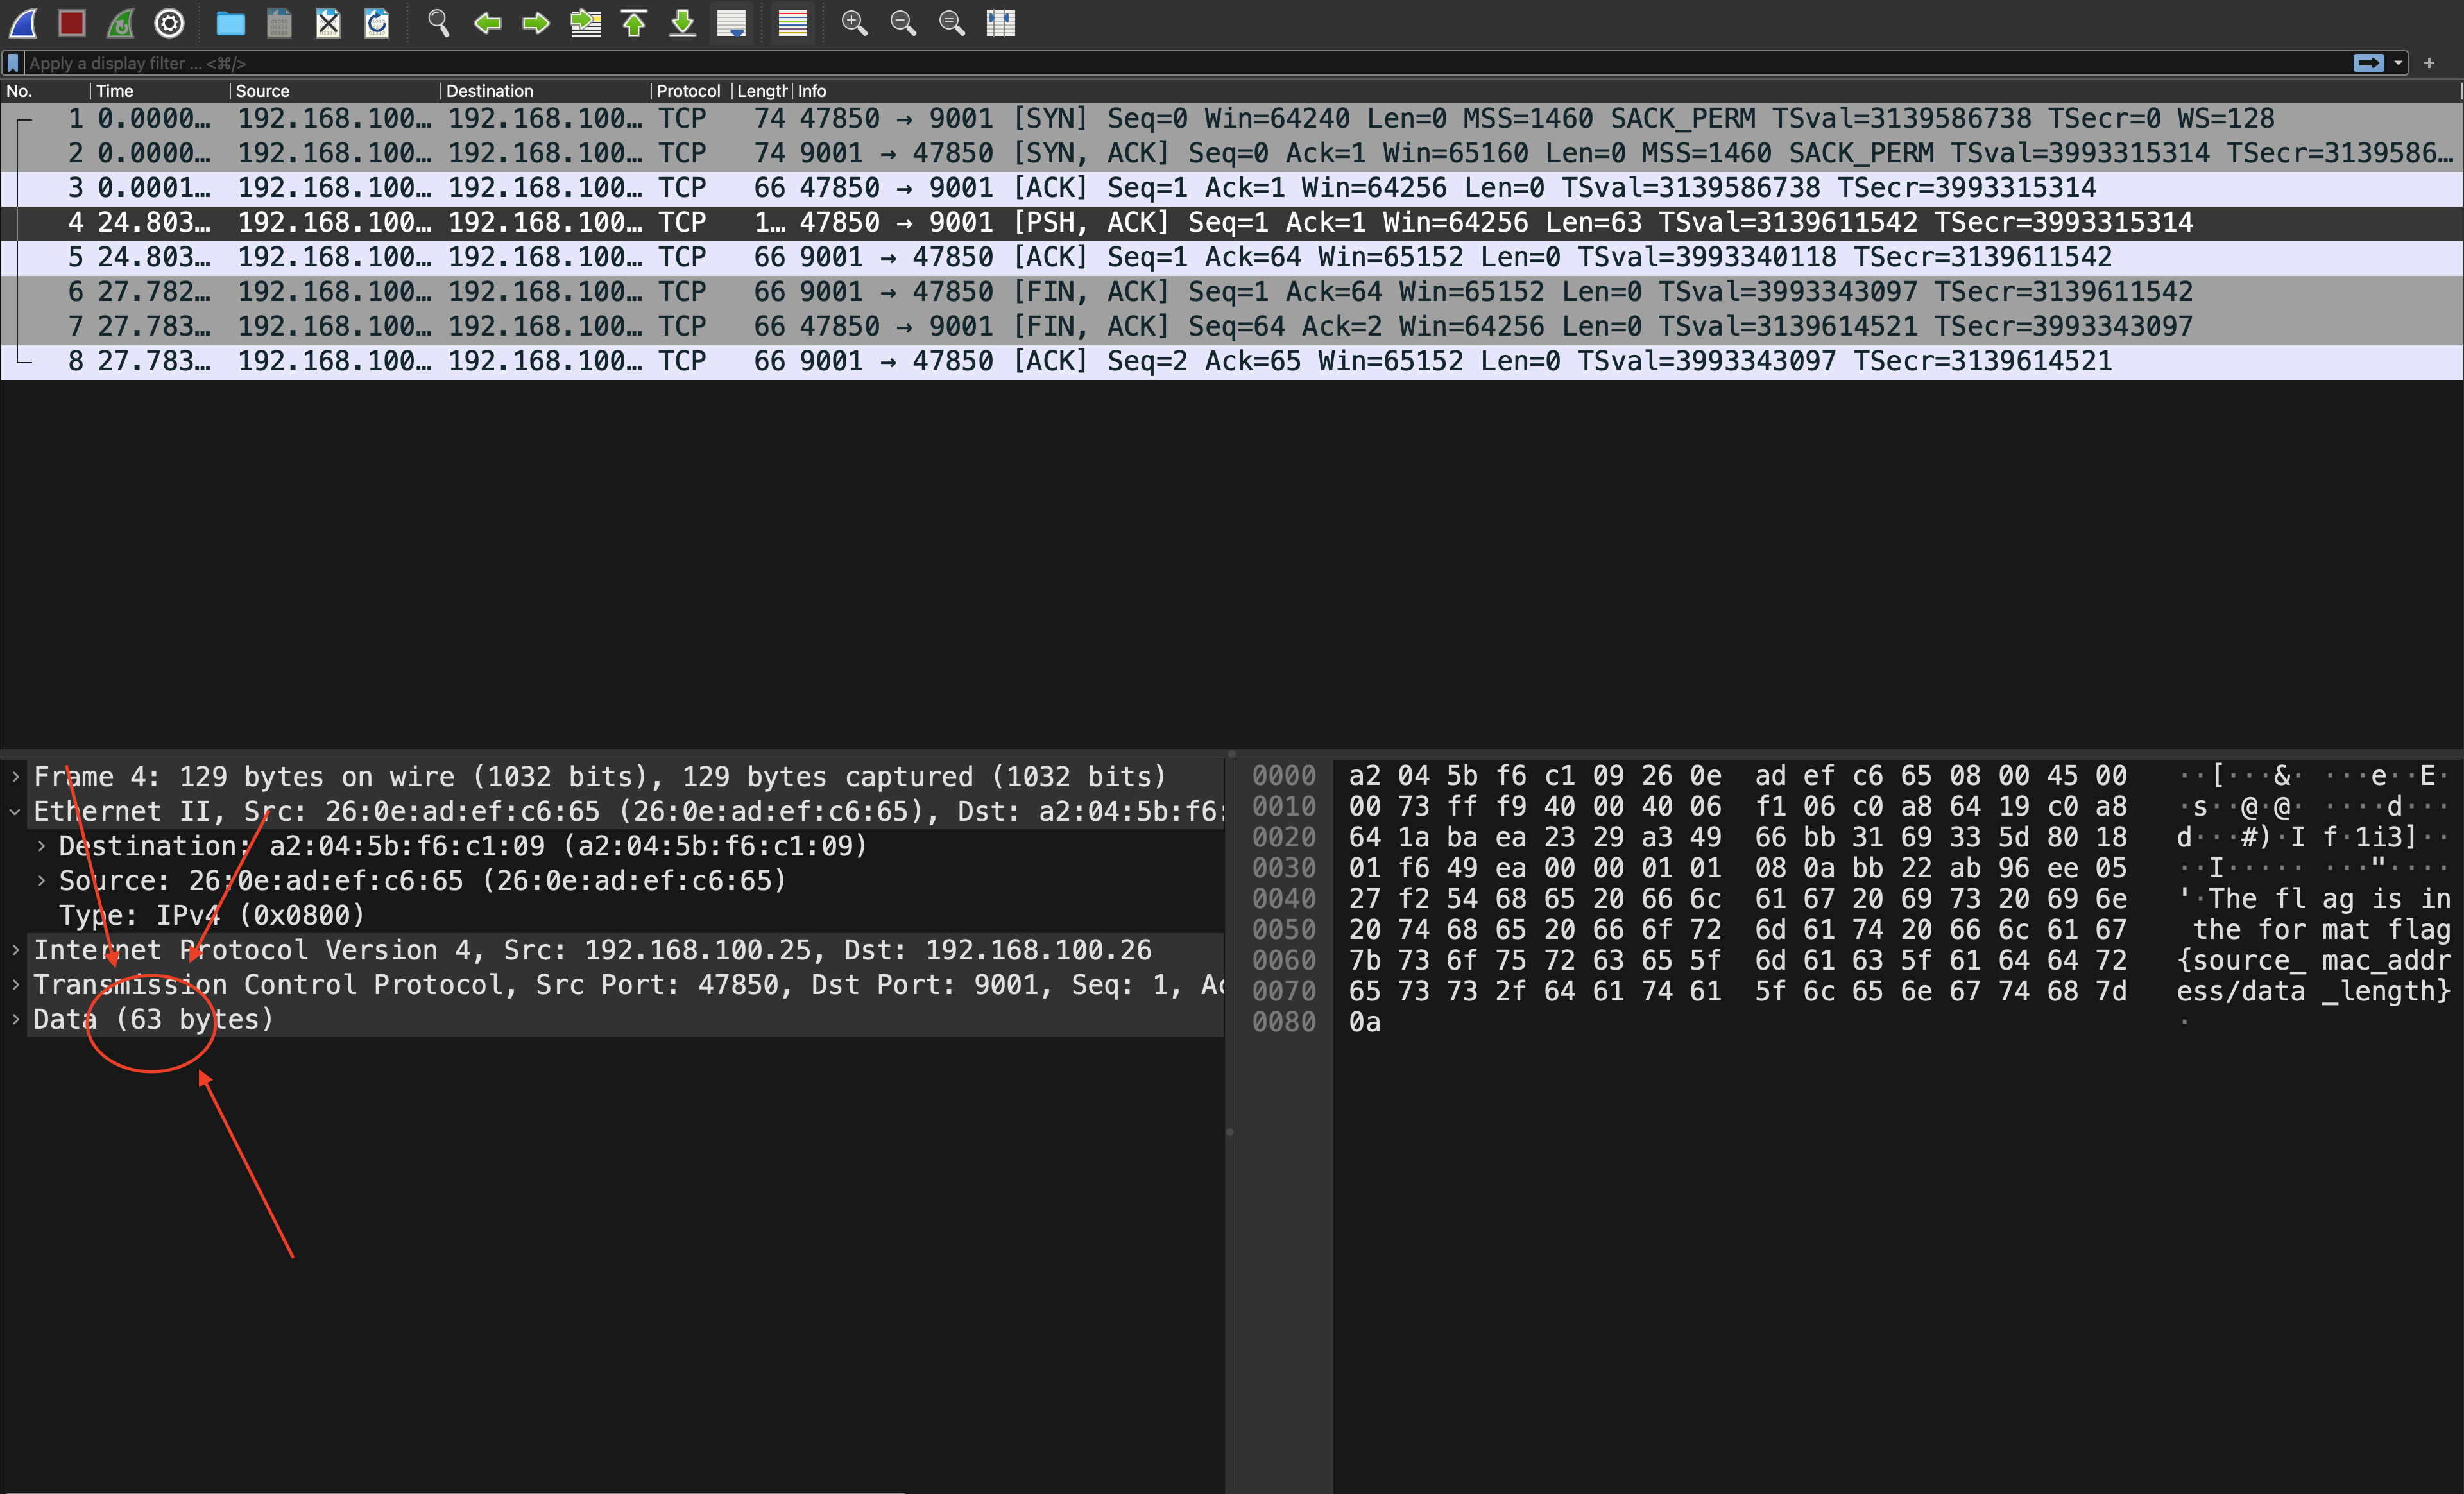 Apply a display filter ... <⌘/>
No. Time Source Destination Protocol Length Info
1 0.0000… 192.168.100… 192.168.100… TCP 74 47850 → 9001 [SYN] Seq=0 Win=64240 Len=0 MSS=1460 SACK_PERM TSval=3139586738 TSecr=0 WS=128
2 0.0000… 192.168.100… 192.168.100… TCP 74 9001 → 47850 [SYN, ACK] Seq=0 Ack=1 Win=65160 Len=0 MSS=1460 SACK_PERM TSval=3993315314 TSecr=3139586…
3 0.0001… 192.168.100… 192.168.100… TCP 66 47850 → 9001 [ACK] Seq=1 Ack=1 Win=64256 Len=0 TSval=3139586738 TSecr=3993315314
4 24.803… 192.168.100… 192.168.100… TCP 1… 47850 → 9001 [PSH, ACK] Seq=1 Ack=1 Win=64256 Len=63 TSval=3139611542 TSecr=3993315314
5 24.803… 192.168.100… 192.168.100… TCP 66 9001 → 47850 [ACK] Seq=1 Ack=64 Win=65152 Len=0 TSval=3993340118 TSecr=3139611542
6 27.782… 192.168.100… 192.168.100… TCP 66 9001 → 47850 [FIN, ACK] Seq=1 Ack=64 Win=65152 Len=0 TSval=3993343097 TSecr=3139611542
7 27.783… 192.168.100… 192.168.100… TCP 66 47850 → 9001 [FIN, ACK] Seq=64 Ack=2 Win=64256 Len=0 TSval=3139614521 TSecr=3993343097
8 27.783… 192.168.100… 192.168.100… TCP 66 9001 → 47850 [ACK] Seq=2 Ack=65 Win=65152 Len=0 TSval=3993343097 TSecr=3139614521
Frame 4: 129 bytes on wire (1032 bits), 129 bytes captured (1032 bits)
Ethernet II, Src: 26:0e:ad:ef:c6:65 (26:0e:ad:ef:c6:65), Dst: a2:04:5b:f6:
Destination: a2:04:5b:f6:c1:09 (a2:04:5b:f6:c1:09)
Source: 26:0e:ad:ef:c6:65 (26:0e:ad:ef:c6:65)
Type: IPv4 (0x0800)
Internet Protocol Version 4, Src: 192.168.100.25, Dst: 192.168.100.26
Transmission Control Protocol, Src Port: 47850, Dst Port: 9001, Seq: 1, Ac
Data (63 bytes)
0000 a2 04 5b f6 c1 09 26 0e ad ef c6 65 08 00 45 00 ··[···&· ···e··E·
0010 00 73 ff f9 40 00 40 06 f1 06 c0 a8 64 19 c0 a8 ·s··@·@· ····d···
0020 64 1a ba ea 23 29 a3 49 66 bb 31 69 33 5d 80 18 d···#)·I f·1i3]··
0030 01 f6 49 ea 00 00 01 01 08 0a bb 22 ab 96 ee 05 ··I····· ···"····
0040 27 f2 54 68 65 20 66 6c 61 67 20 69 73 20 69 6e '·The fl ag is in
0050 20 74 68 65 20 66 6f 72 6d 61 74 20 66 6c 61 67 the for mat flag
0060 7b 73 6f 75 72 63 65 5f 6d 61 63 5f 61 64 64 72 {source_ mac_addr
0070 65 73 73 2f 64 61 74 61 5f 6c 65 6e 67 74 68 7d ess/data _length}
0080 0a ·